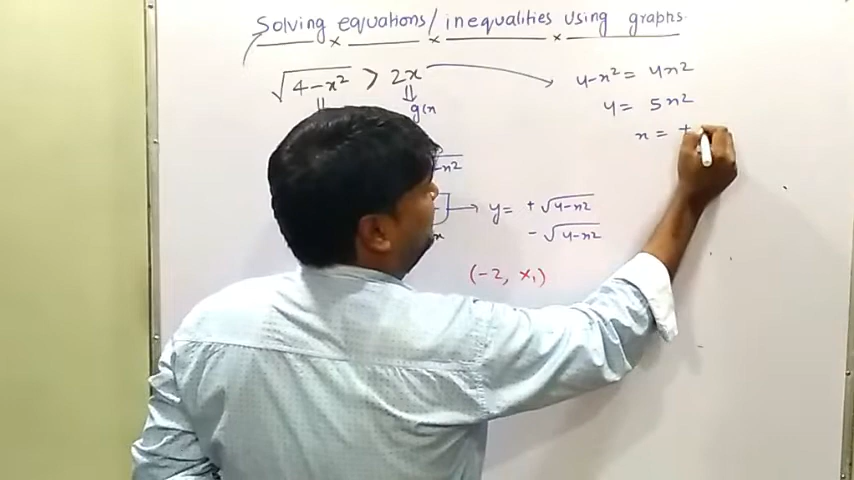 Solving equations/inequalities using graphs
√4-x² > 2x
4-x² = 4x²
4 = 5x²
x = +
g(x
-x²
y = + √4-x²
- √4-x²
x
(-2, x₁)